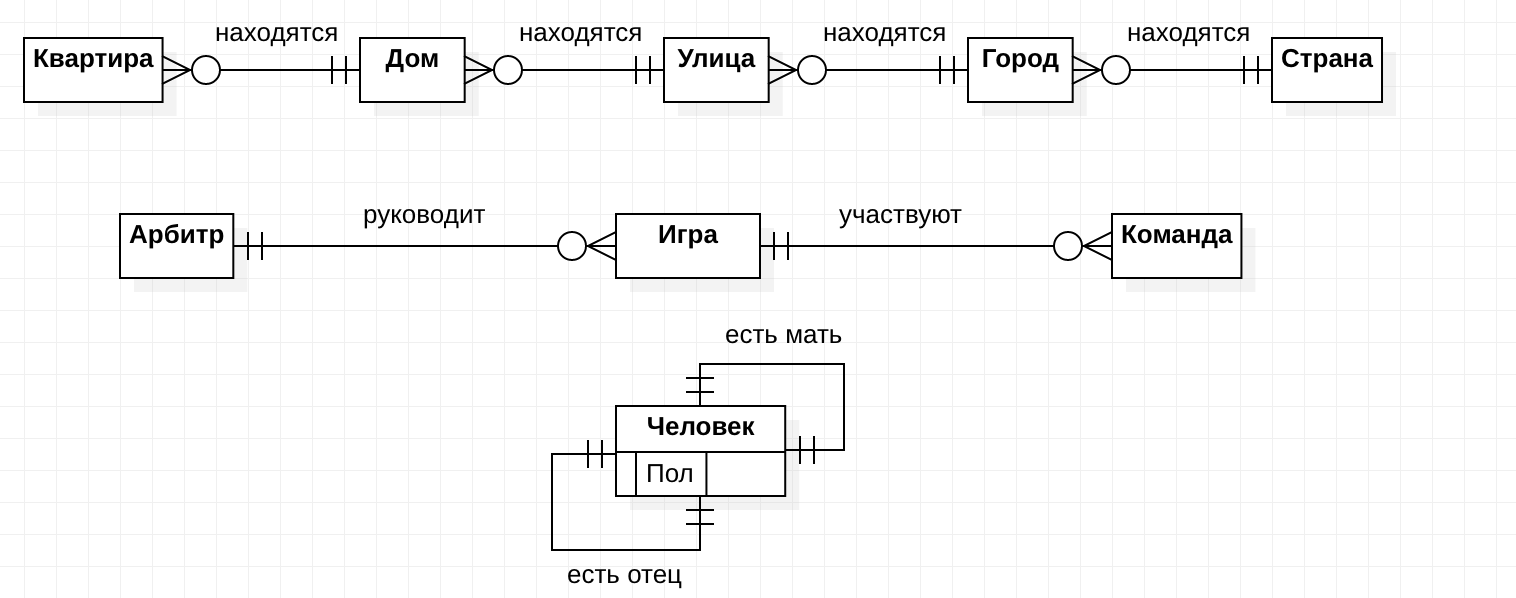 находятся находятся находятся находятся
Квартира Дом Улица Город Страна
руководит участвуют
Арбитр Игра Команда
есть мать
Человек
Пол
есть отец